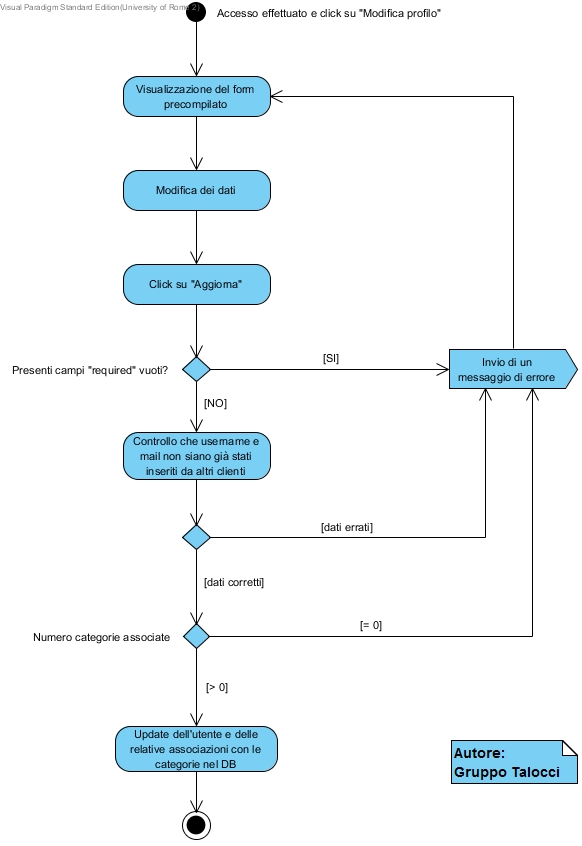 Visual Paradigm Standard Edition(University of Rome 2)
Accesso effettuato e click su "Modifica profilo"
Visualizzazione del form
precompilato
Modifica dei dati
Click su "Aggiorna"
Presenti campi "required" vuoti?
[SI]
Invio di un
messaggio di errore
[NO]
Controllo che username e
mail non siano già stati
inseriti da altri clienti
[dati errati]
[dati corretti]
Numero categorie associate
[= 0]
[> 0]
Update dell'utente e delle
relative associazioni con le
categorie nel DB
Autore:
Gruppo Talocci